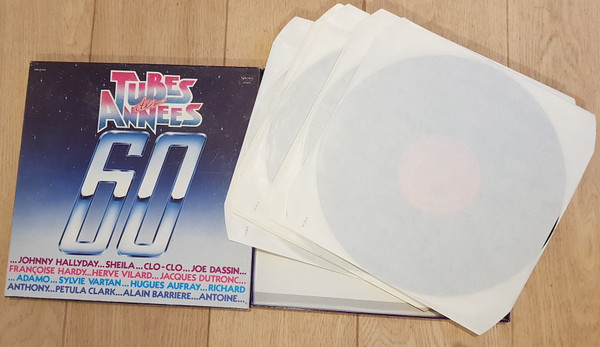 TUBES
des
ANNEES
60
...JOHNNY HALLYDAY...SHEILA...CLO-CLO...JOE DASSIN...
FRANÇOISE HARDY...HERVE VILARD...JACQUES DUTRONC...
...ADAMO...SYLVIE VARTAN...HUGUES AUFRAY...RICHARD
ANTHONY...PETULA CLARK...ALAIN BARRIERE...ANTOINE...